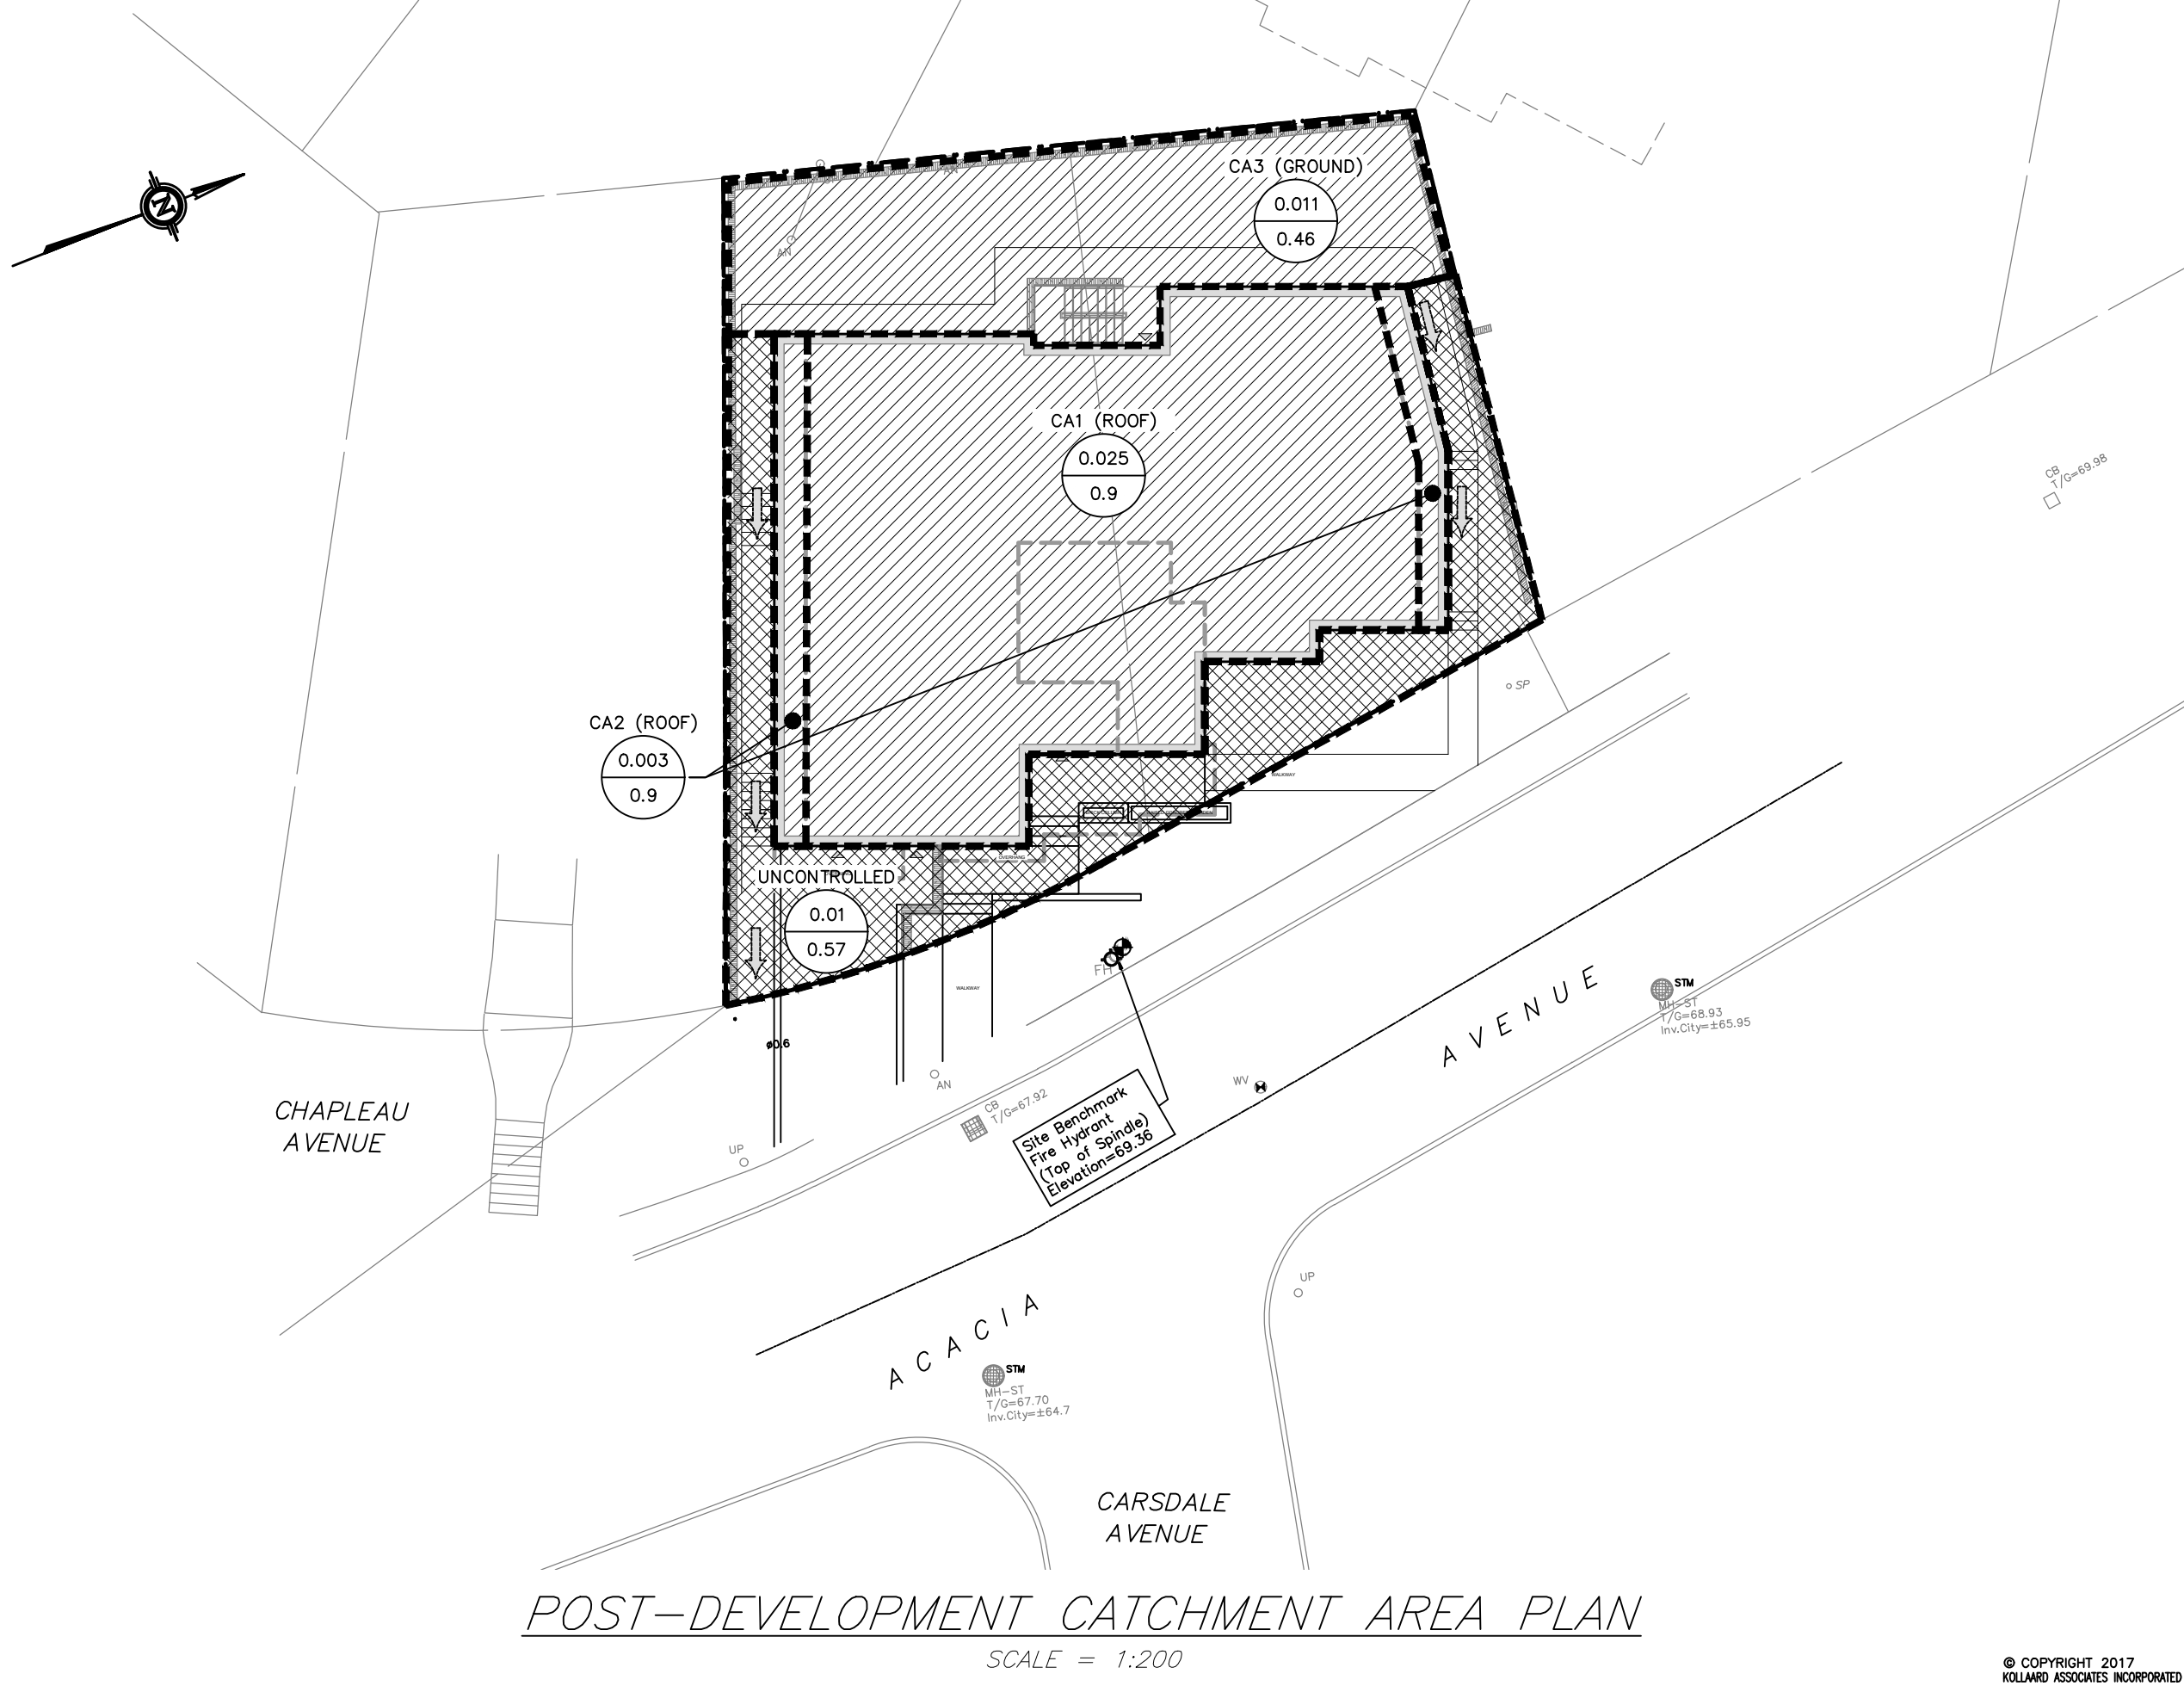 N
AN
AN
CA3 (GROUND)
0.011
0.46
CA1 (ROOF)
0.025
0.9
CB
T/G=69.98
CA2 (ROOF)
0.003
0.9
SP
WALKWAY
OVERHANG
UNCONTROLLED
0.01
0.57
FH
WALKWAY
ø0.6
AN
CB
T/G=67.92
WV
STM
MH-ST
T/G=68.93
Inv.City=±65.95
AVENUE
Site Benchmark
Fire Hydrant
(Top of Spindle)
Elevation=69.36
CHAPLEAU
AVENUE
UP
UP
ACACIA
STM
MH-ST
T/G=67.70
Inv.City=±64.7
CARSDALE
AVENUE
POST-DEVELOPMENT CATCHMENT AREA PLAN
SCALE = 1:200
© COPYRIGHT 2017
KOLLAARD ASSOCIATES INCORPORATED